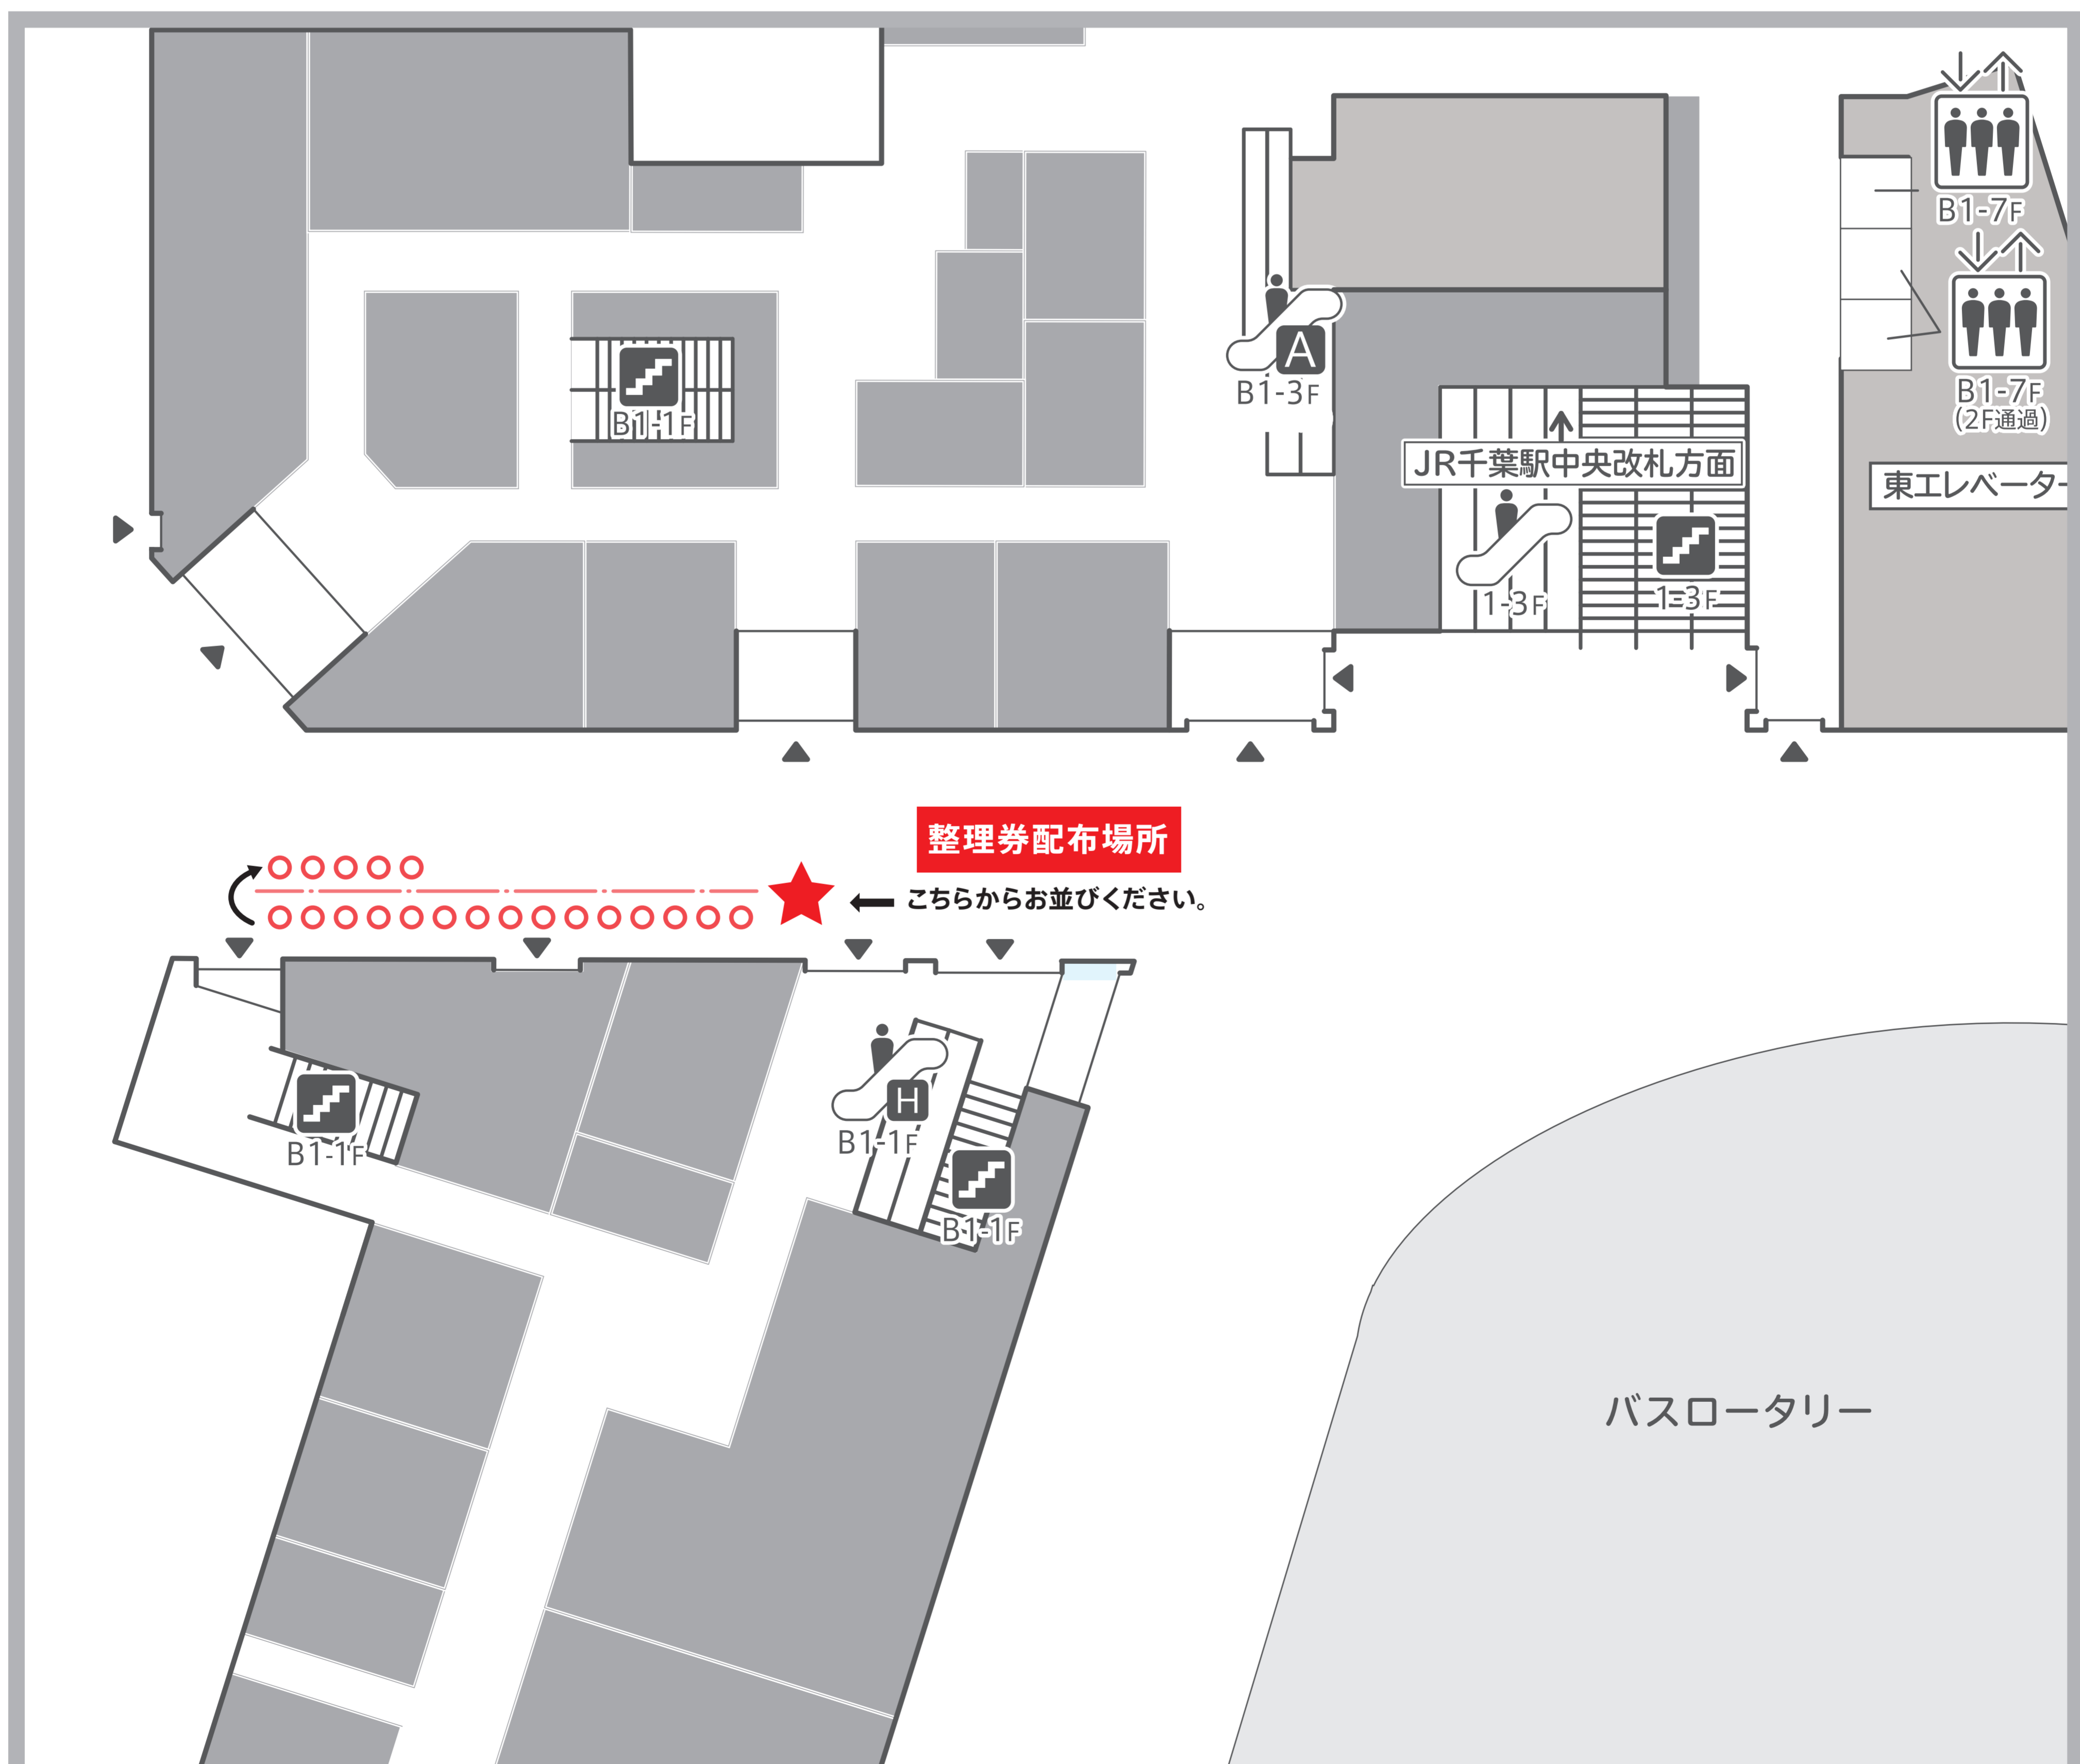 B1-7F
B1-7F
(2F通過)
A
B1-3F
B1-1F
JR千葉駅中央改札方面
東エレベーター
1-3F
1-3F
整理券配布場所
こちらからお並びください。
H
B1-1F
B1-1F
B1-1F
バスロータリー